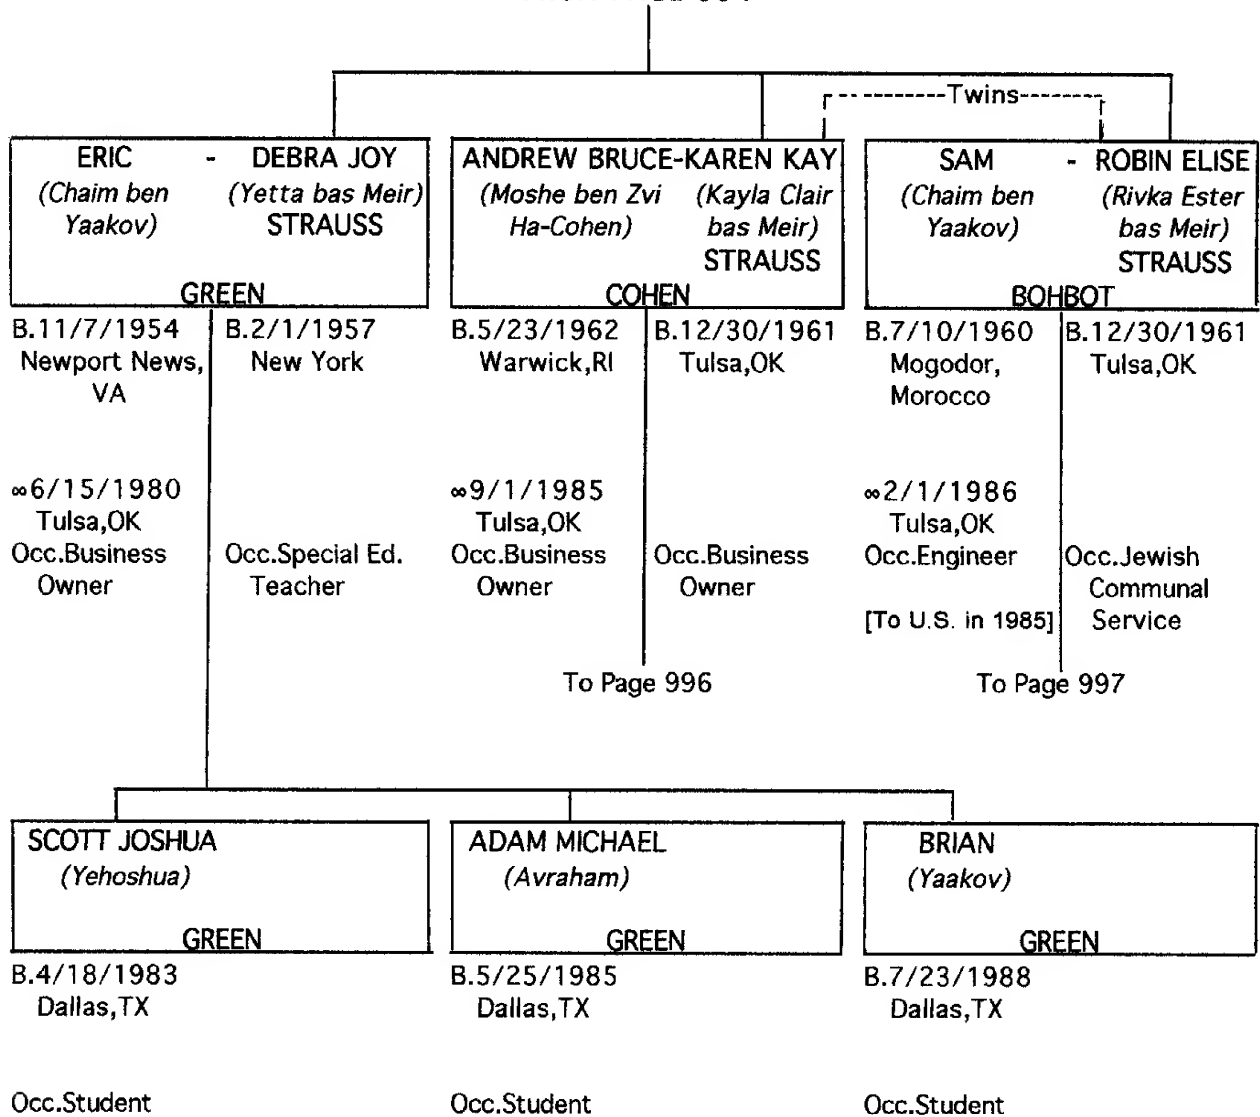 Twins
ERIC - DEBRA JOY
(Chaim ben Yaakov)
(Yetta bas Meir)
STRAUSS
GREEN
B.11/7/1954
Newport News,
VA
B.2/1/1957
New York
∞6/15/1980
Tulsa,OK
Occ.Business
Owner
Occ.Special Ed.
Teacher
ANDREW BRUCE-KAREN KAY
(Moshe ben Zvi
Ha-Cohen)
(Kayla Clair
bas Meir)
STRAUSS
COHEN
B.5/23/1962
Warwick,RI
B.12/30/1961
Tulsa,OK
∞9/1/1985
Tulsa,OK
Occ.Business
Owner
Occ.Business
Owner
To Page 996
SAM - ROBIN ELISE
(Chaim ben
Yaakov)
(Rivka Ester
bas Meir)
STRAUSS
BOHBOT
B.7/10/1960
Mogodor,
Morocco
B.12/30/1961
Tulsa,OK
∞2/1/1986
Tulsa,OK
Occ.Engineer
[To U.S. in 1985]
Occ.Jewish
Communal
Service
To Page 997
SCOTT JOSHUA
(Yehoshua)
GREEN
B.4/18/1983
Dallas,TX
Occ.Student
ADAM MICHAEL
(Avraham)
GREEN
B.5/25/1985
Dallas,TX
Occ.Student
BRIAN
(Yaakov)
GREEN
B.7/23/1988
Dallas,TX
Occ.Student